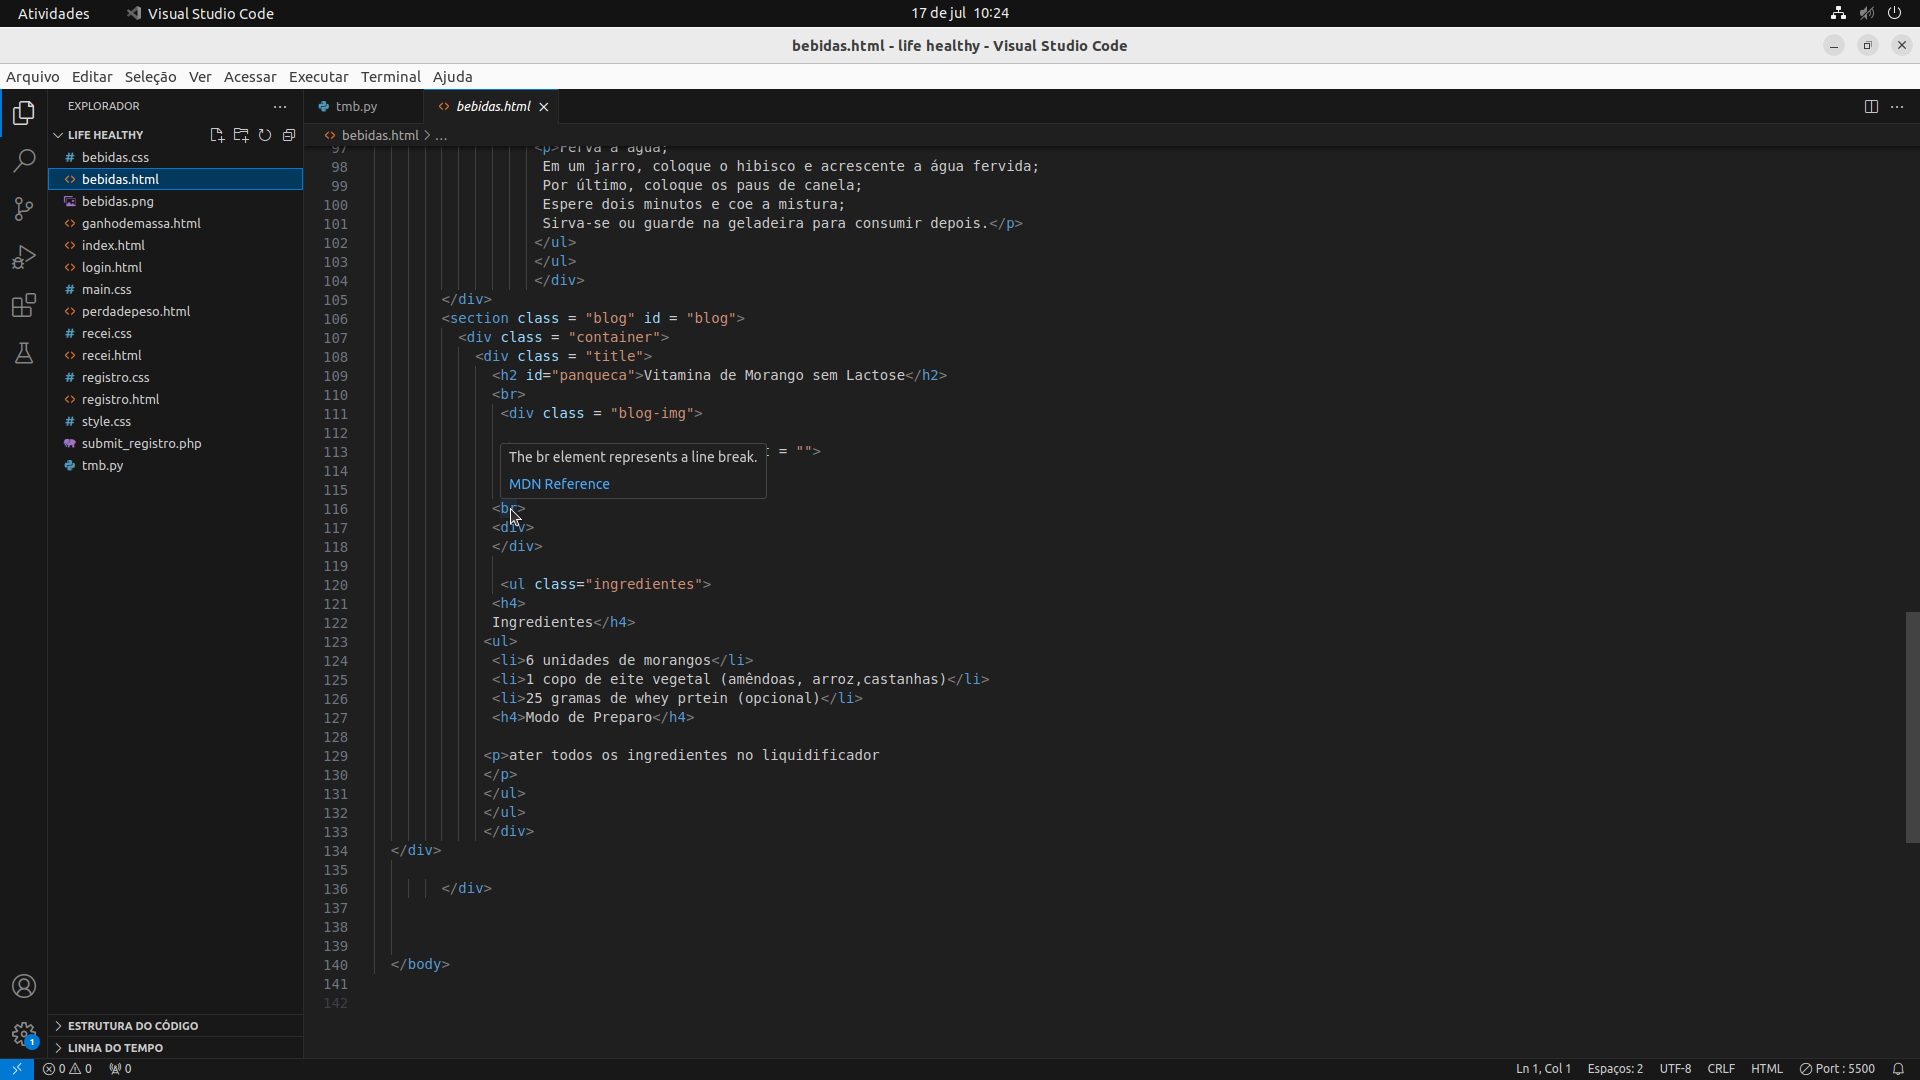 Atividades
Visual Studio Code
17 de jul 10:24
bebidas.html - life healthy - Visual Studio Code
Arquivo Editar Seleção Ver Acessar Executar Terminal Ajuda
EXPLORADOR
LIFE HEALTHY
bebidas.css
bebidas.html
bebidas.png
ganhodemassa.html
index.html
login.html
main.css
perdadepeso.html
recei.css
recei.html
registro.css
registro.html
style.css
submit_registro.php
tmb.py
ESTRUTURA DO CÓDIGO
LINHA DO TEMPO
tmb.py
bebidas.html
bebidas.html > ...
97 <p>Ferva a água;
98 Em um jarro, coloque o hibisco e acrescente a água fervida;
99 Por último, coloque os paus de canela;
100 Espere dois minutos e coe a mistura;
101 Sirva-se ou guarde na geladeira para consumir depois.</p>
102 </ul>
103 </ul>
104 </div>
105 </div>
106 <section class = "blog" id = "blog">
107 <div class = "container">
108 <div class = "title">
109 <h2 id="panqueca">Vitamina de Morango sem Lactose</h2>
110 <br>
111 <div class = "blog-img">
112
113 = "">
The br element represents a line break.
MDN Reference
114
115
116 <br>
117 <div>
118 </div>
119
120 <ul class="ingredientes">
121 <h4>
122 Ingredientes</h4>
123 <ul>
124 <li>6 unidades de morangos</li>
125 <li>1 copo de eite vegetal (amêndoas, arroz,castanhas)</li>
126 <li>25 gramas de whey prtein (opcional)</li>
127 <h4>Modo de Preparo</h4>
128
129 <p>ater todos os ingredientes no liquidificador
130 </p>
131 </ul>
132 </ul>
133 </div>
134 </div>
135
136 </div>
137
138
139
140 </body>
141
142
1
0 0 0
Ln 1, Col 1 Espaços: 2 UTF-8 CRLF HTML Port : 5500